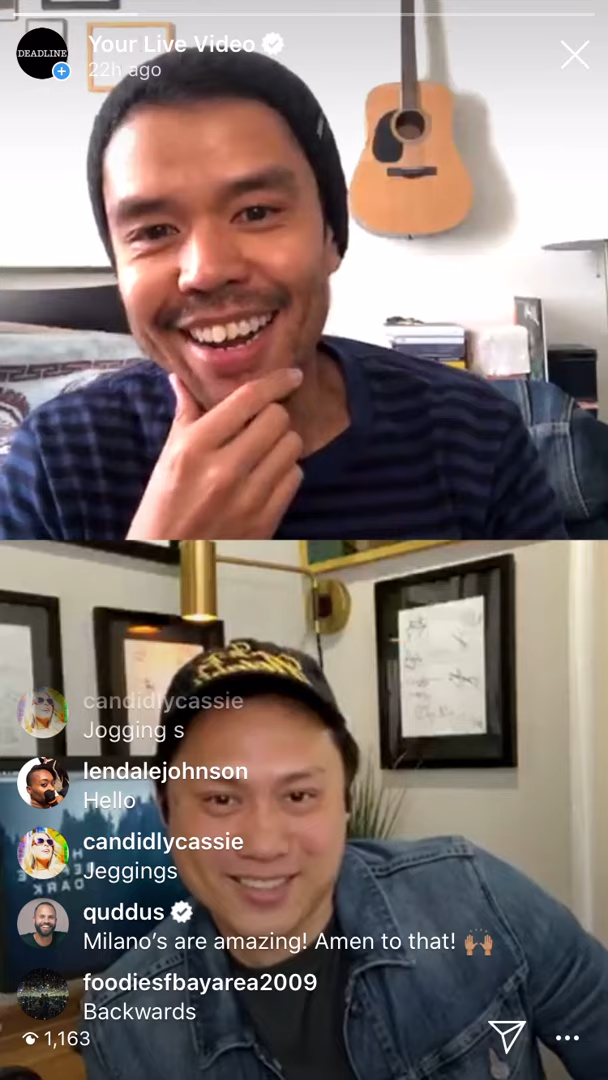 DEADLINE
Your Live Video
22h ago
candidlycassie
Jogging s
lendalejohnson
Hello
candidlycassie
Jeggings
quddus
Milano’s are amazing! Amen to that! 🙌🏽
foodiesfbayarea2009
Backwards
1,163